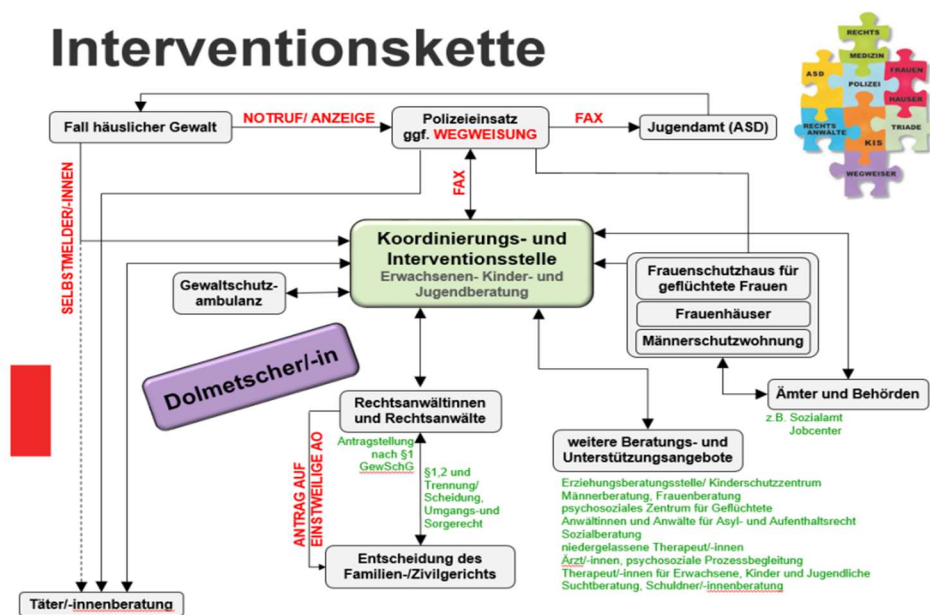 Interventionskette
RECHTS
MEDIZIN
ASD
FRAUEN
POLIZEI
HÄUSER
RECHTS
ANWÄLTE
TRIADE
KIS
WEGWEISER
Fall häuslicher Gewalt
NOTRUF/ ANZEIGE
Polizeieinsatz
ggf. WEGWEISUNG
FAX
Jugendamt (ASD)
SELBSTMELDER/-INNEN
FAX
Koordinierungs- und
Interventionsstelle
Erwachsenen- Kinder- und
Jugendberatung
Gewaltschutz-
ambulanz
Frauenschutzhaus für
geflüchtete Frauen
Frauenhäuser
Männerschutzwohnung
Dolmetscher/-in
Rechtsanwältinnen
und Rechtsanwälte
Ämter und Behörden
z.B. Sozialamt
Jobcenter
Antragstellung
nach §1
GewSchG
ANTRAG AUF
EINSTWEILIGE AO
§1,2 und
Trennung/
Scheidung,
Umgangs-und
Sorgerecht
weitere Beratungs- und
Unterstützungsangebote
Erziehungsberatungsstelle/ Kinderschutzzentrum
Männerberatung, Frauenberatung
psychosoziales Zentrum für Geflüchtete
Anwältinnen und Anwälte für Asyl- und Aufenthaltsrecht
Sozialberatung
niedergelassene Therapeut/-innen
Ärzt/-innen, psychosoziale Prozessbegleitung
Therapeut/-innen für Erwachsene, Kinder und Jugendliche
Suchtberatung, Schuldner/-innenberatung
Entscheidung des
Familien-/Zivilgerichts
Täter/-innenberatung